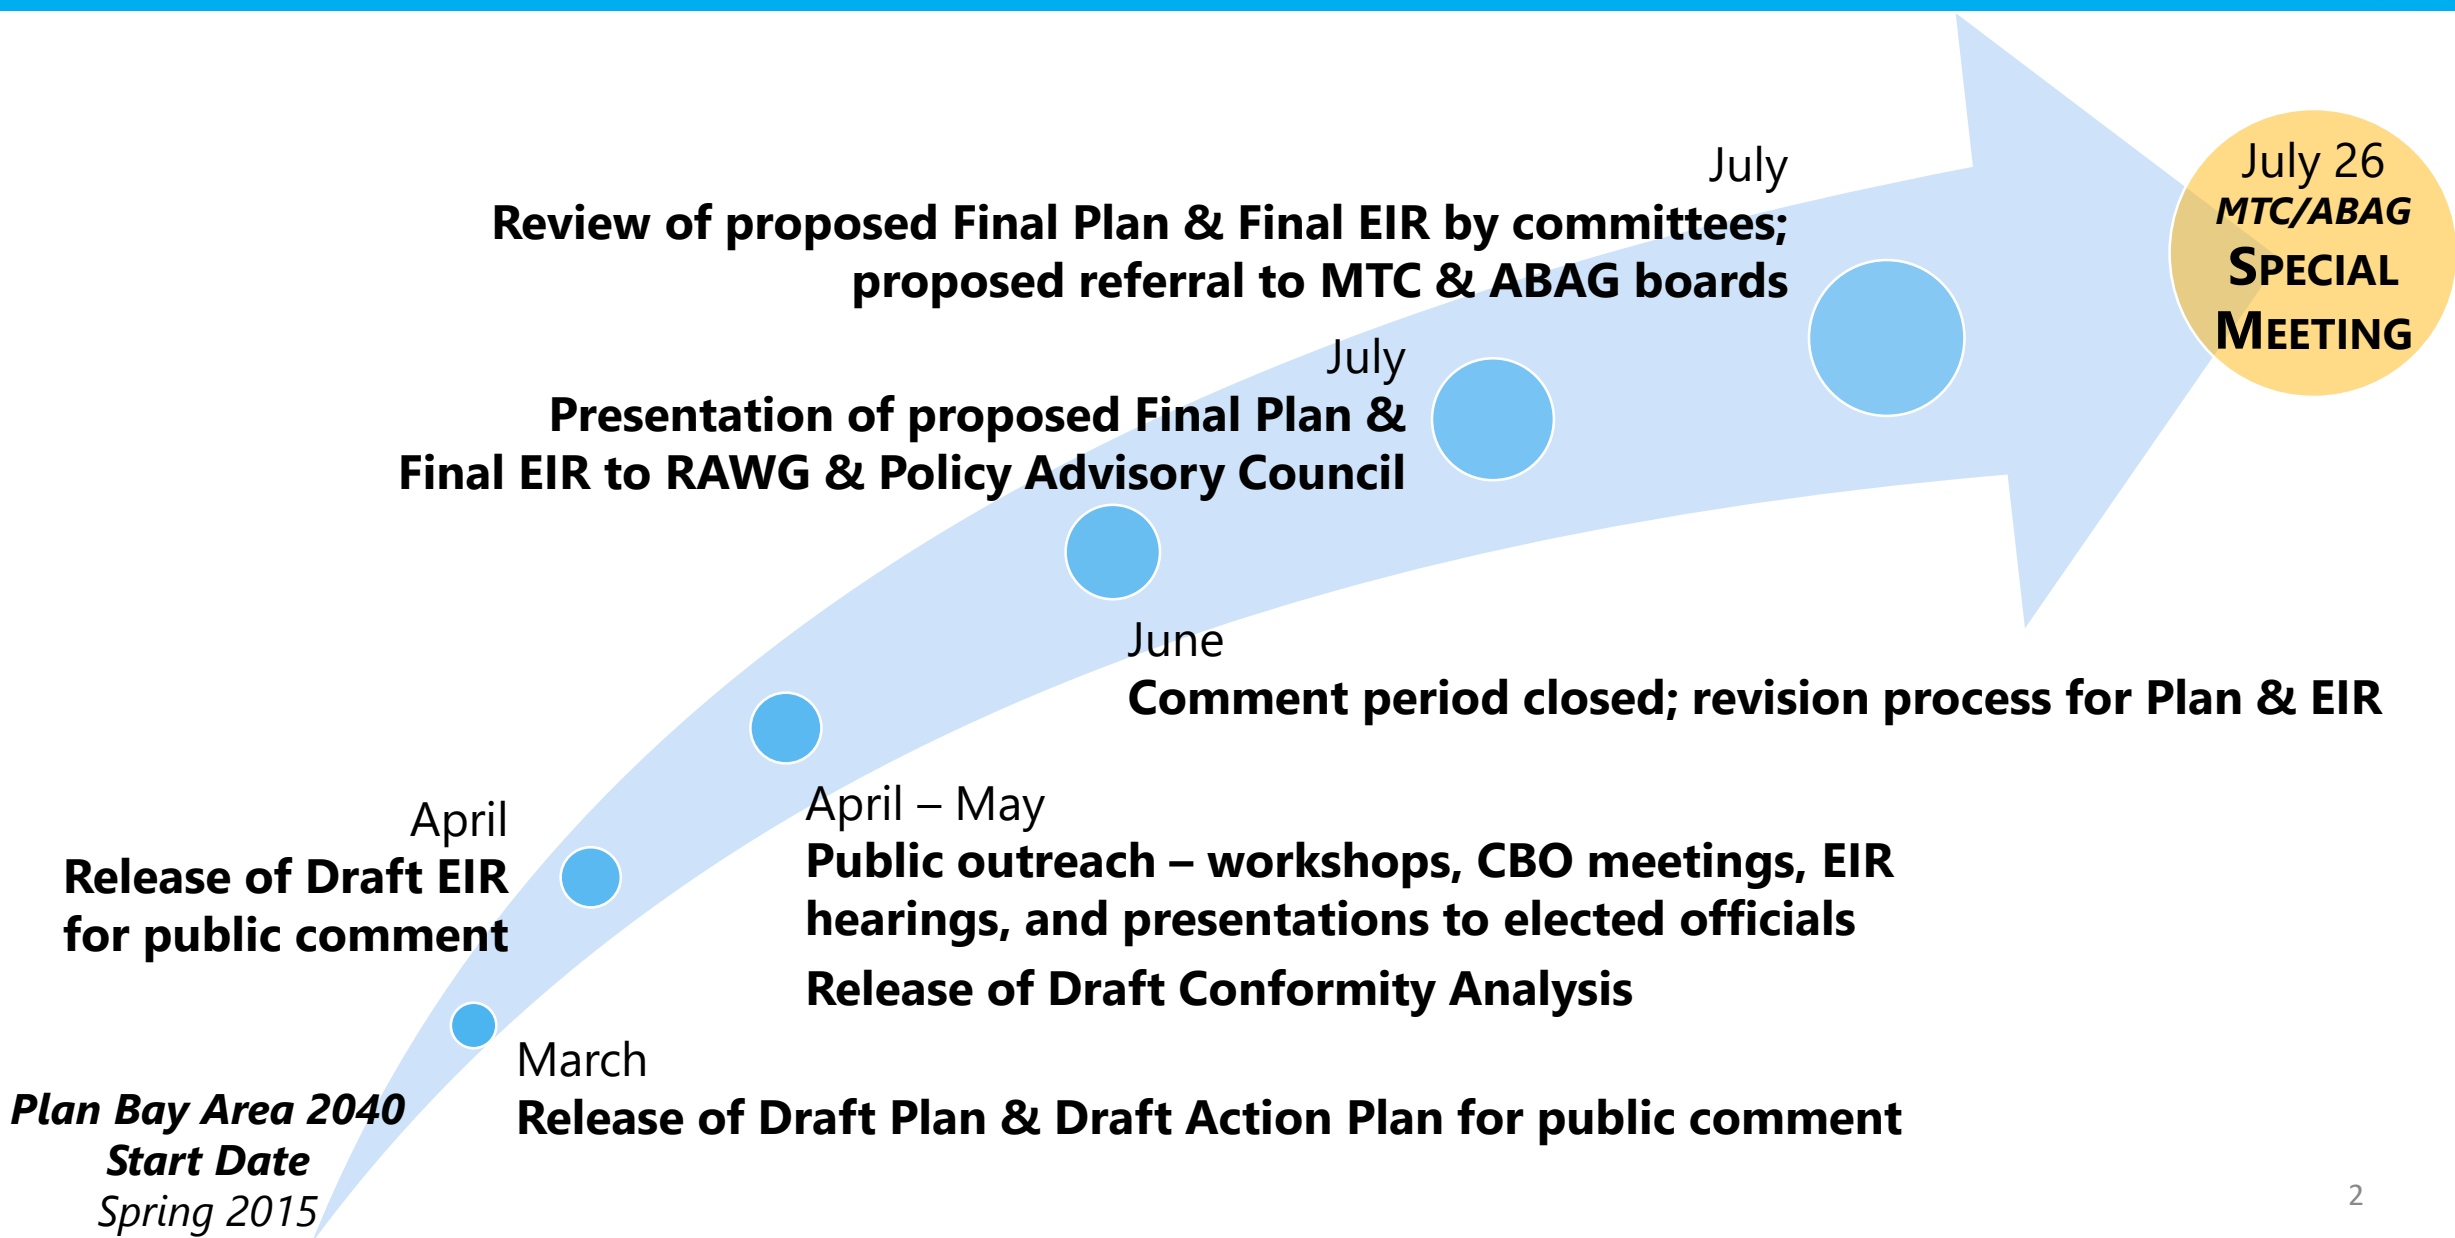 July 26
MTC/ABAG
SPECIAL
MEETING
July
Review of proposed Final Plan & Final EIR by committees;
proposed referral to MTC & ABAG boards
July
Presentation of proposed Final Plan &
Final EIR to RAWG & Policy Advisory Council
June
Comment period closed; revision process for Plan & EIR
April – May
Public outreach – workshops, CBO meetings, EIR
hearings, and presentations to elected officials
Release of Draft Conformity Analysis
April
Release of Draft EIR
for public comment
March
Release of Draft Plan & Draft Action Plan for public comment
Plan Bay Area 2040
Start Date
Spring 2015
2